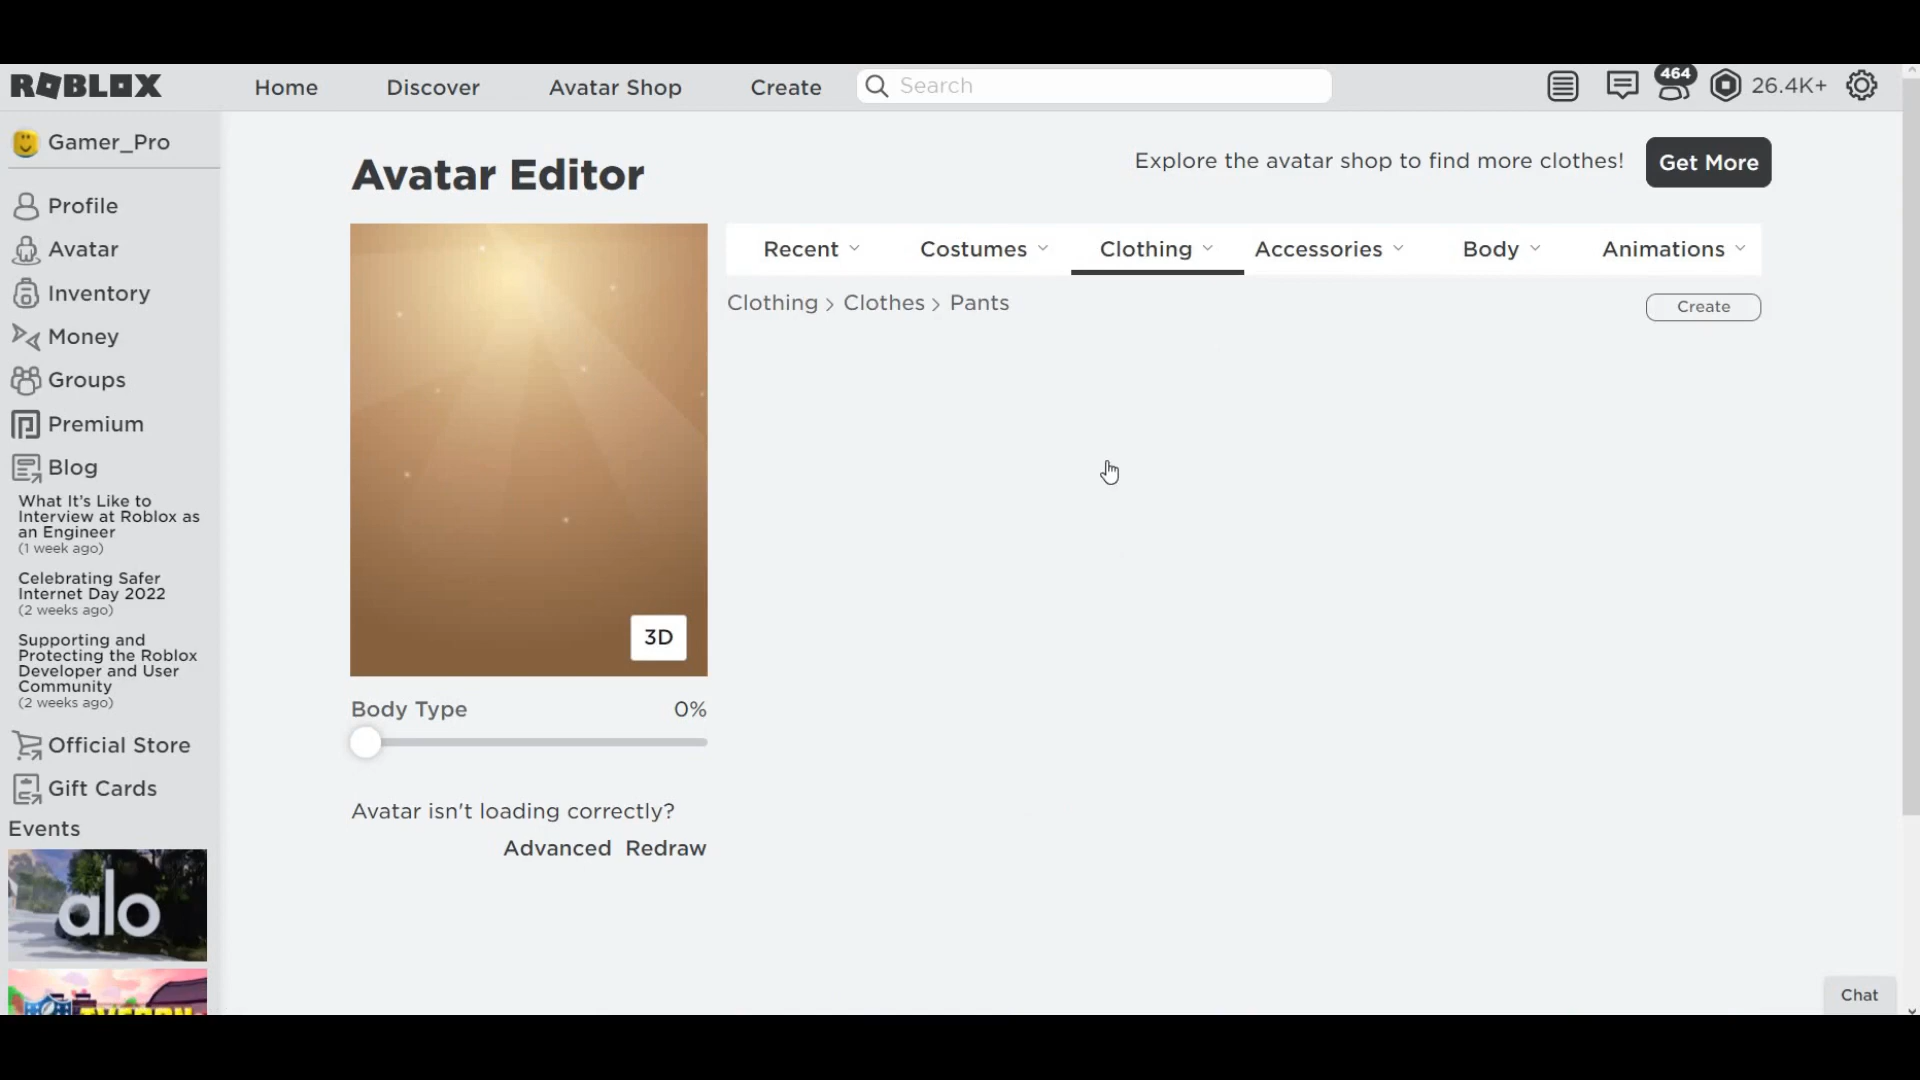 ROBLOX
Home
Discover
Avatar Shop
Create
Search
464
26.4K+
Gamer_Pro
Profile
Avatar
Inventory
Money
Groups
Premium
Blog
What It's Like to
Interview at Roblox as
an Engineer
(1 week ago)
Celebrating Safer
Internet Day 2022
(2 weeks ago)
Supporting and
Protecting the Roblox
Developer and User
Community
(2 weeks ago)
Official Store
Gift Cards
Events
alo
TYCOON
Avatar Editor
Explore the avatar shop to find more clothes!
Get More
Recent
Costumes
Clothing
Accessories
Body
Animations
Clothing > Clothes > Pants
Create
3D
Body Type 0%
Avatar isn't loading correctly?
Advanced Redraw
Chat